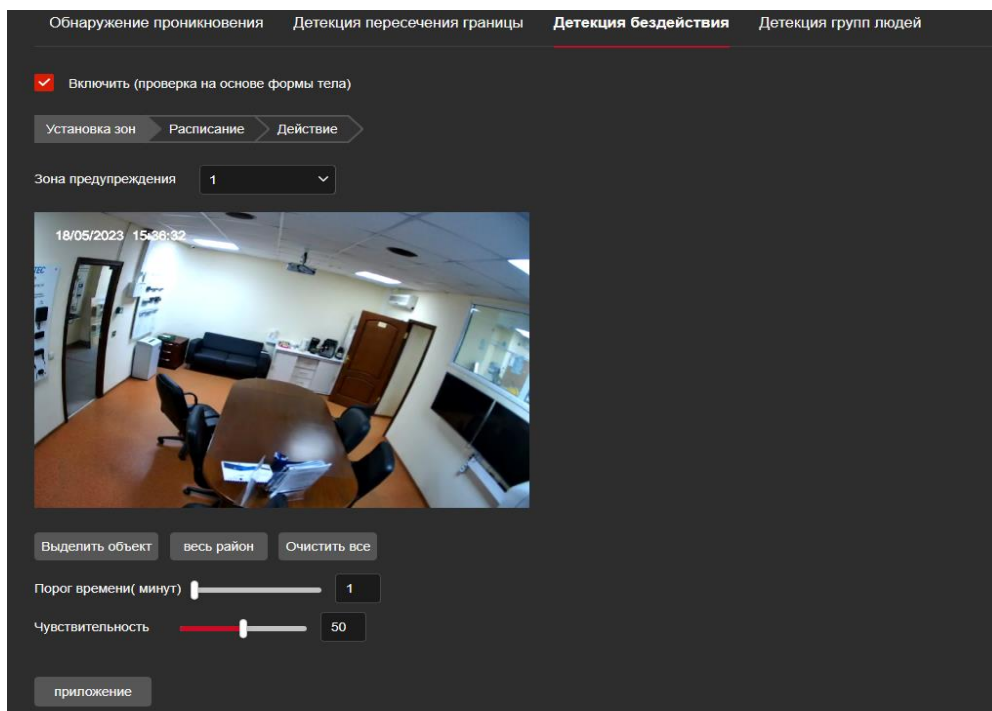 Обнаружение проникновения Детекция пересечения границы Детекция бездействия Детекция групп людей
Включить (проверка на основе формы тела)
Установка зон Расписание Действие
Зона предупреждения 1
18/05/2023 15:36:32
Выделить объект весь район Очистить все
Порог времени( минут) 1
Чувствительность 50
приложение